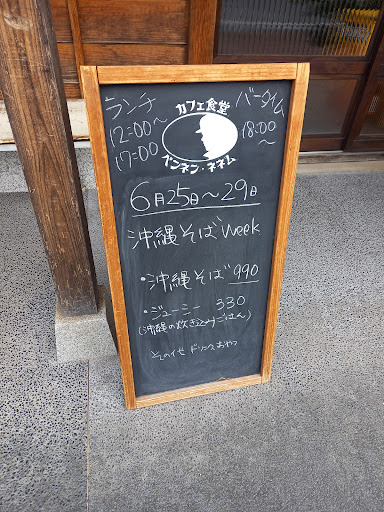 ランチ
12:00〜
17:00
カフェ食堂
ペンネン・ネネム
バータイム
18:00
〜
6月25日〜29日
沖縄そばWeek
・沖縄そば 990
・ジューシー 330
(沖縄の炊き込みごはん)
その他 ドリンク、おやつ